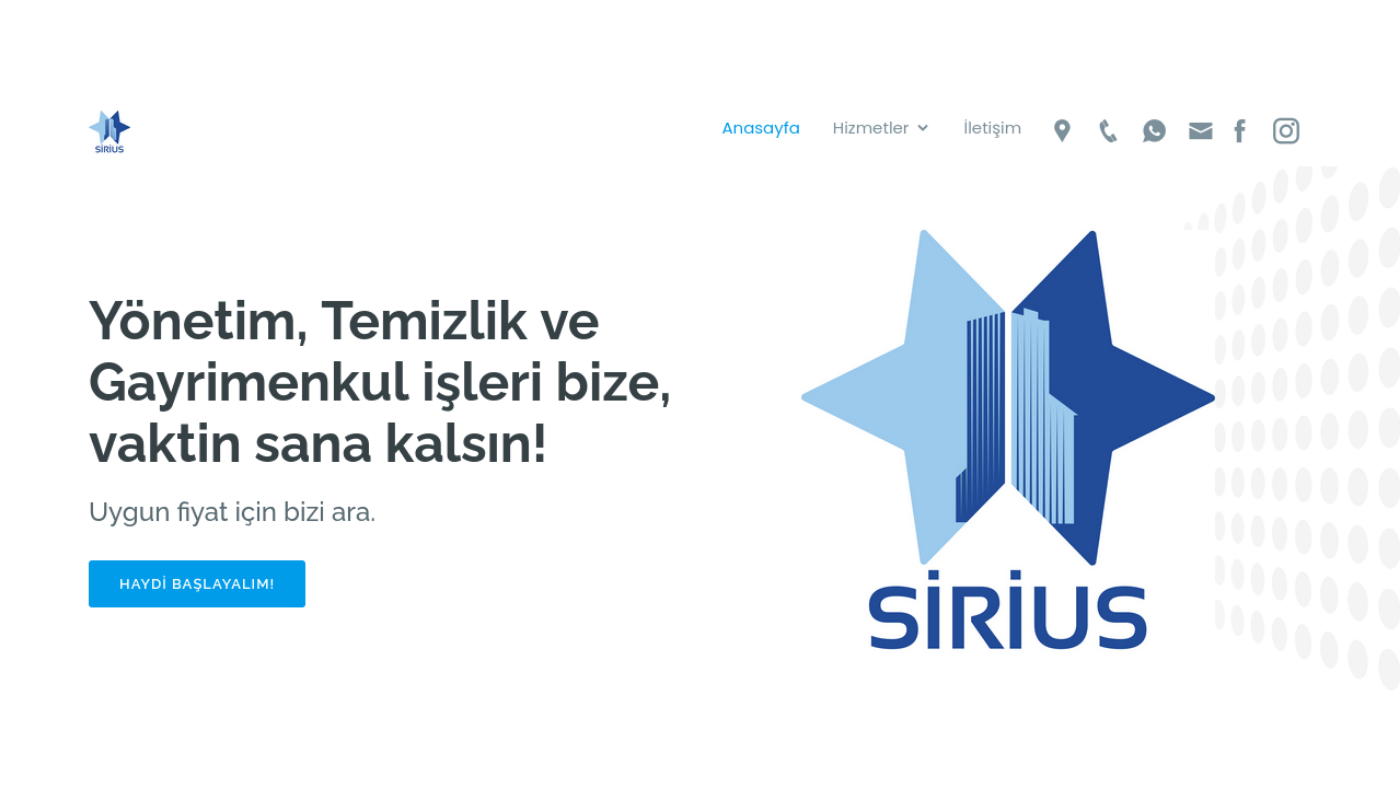 SİRİUS
Anasayfa
Hizmetler
İletişim
Yönetim, Temizlik ve
Gayrimenkul işleri bize,
vaktin sana kalsın!
Uygun fiyat için bizi ara.
HAYDİ BAŞLAYALIM!
SİRİUS